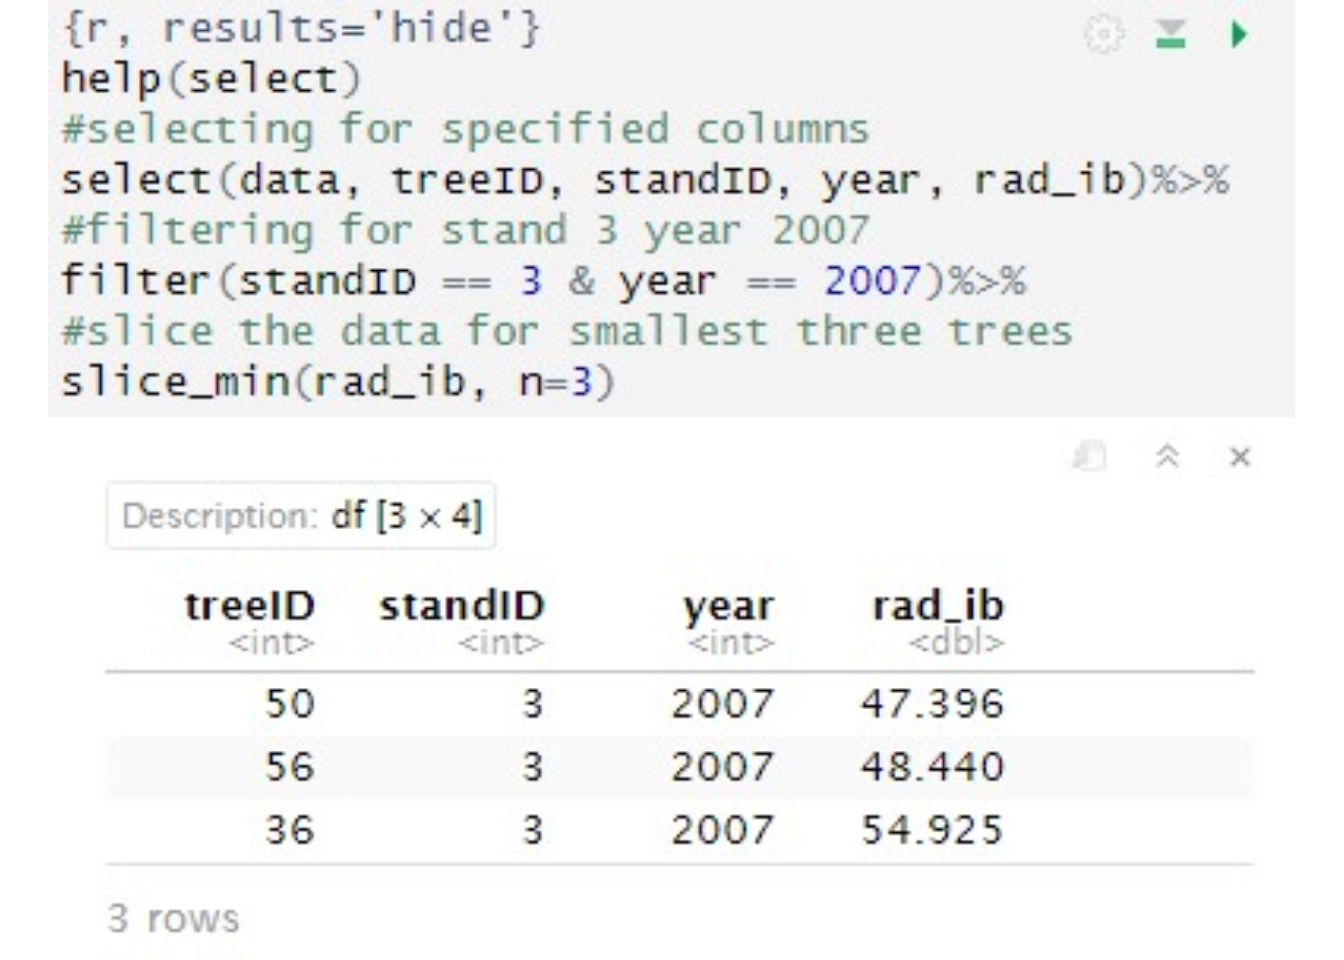 {r, results='hide'}
help(select)
#selecting for specified columns
select(data, treeID, standID, year, rad_ib)%>%
#filtering for stand 3 year 2007
filter(standID == 3 & year == 2007)%>%
#slice the data for smallest three trees
slice_min(rad_ib, n=3)
Description: df [3 × 4]
treeID standID year rad_ib
<int> <int> <int> <dbl>
50 3 2007 47.396
56 3 2007 48.440
36 3 2007 54.925
3 rows